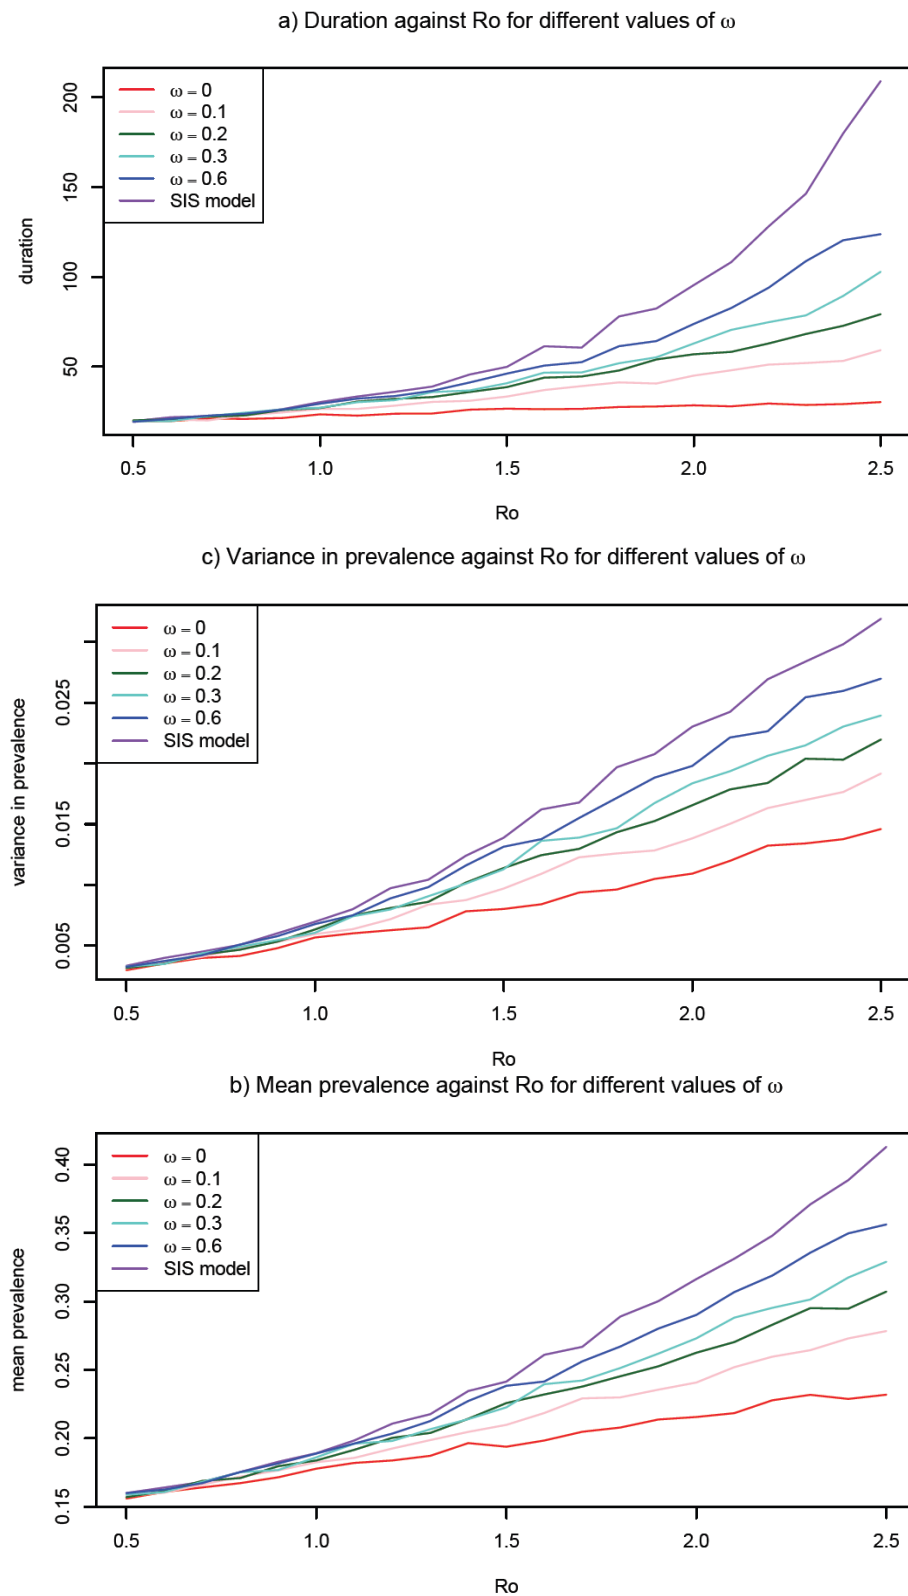 a) Duration against Ro for different values of ω
ω = 0
ω = 0.1
ω = 0.2
ω = 0.3
ω = 0.6
SIS model
duration
200
150
100
50
0.5 1.0 1.5 2.0 2.5
Ro
c) Variance in prevalence against Ro for different values of ω
ω = 0
ω = 0.1
ω = 0.2
ω = 0.3
ω = 0.6
SIS model
variance in prevalence
0.025
0.015
0.005
0.5 1.0 1.5 2.0 2.5
Ro
b) Mean prevalence against Ro for different values of ω
ω = 0
ω = 0.1
ω = 0.2
ω = 0.3
ω = 0.6
SIS model
mean prevalence
0.40
0.35
0.30
0.25
0.20
0.15
0.5 1.0 1.5 2.0 2.5
Ro